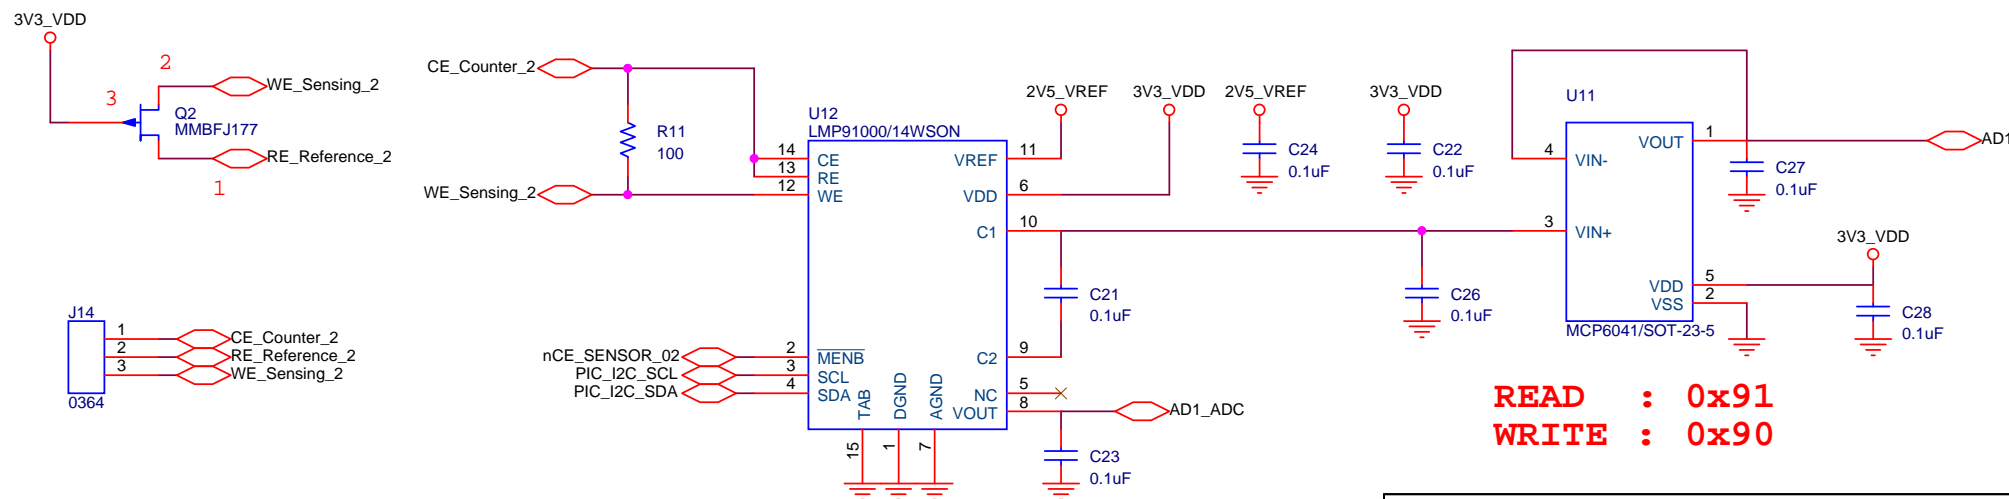 3V3_VDD
2
WE_Sensing_2
3
Q2
MMBFJ177
RE_Reference_2
1
J14
1
CE_Counter_2
2
RE_Reference_2
3
WE_Sensing_2
0364
CE_Counter_2
R11
100
WE_Sensing_2
U12
LMP91000/14WSON
14
CE
13
RE
12
WE
nCE_SENSOR_02
2
MENB
PIC_I2C_SCL
3
SCL
PIC_I2C_SDA
4
SDA
TAB
DGND
AGND
15
1
7
VREF
11
2V5_VREF
VDD
6
3V3_VDD
C1
10
C21
0.1uF
C2
9
NC
5
VOUT
8
AD1_ADC
C23
0.1uF
2V5_VREF
C24
0.1uF
3V3_VDD
C22
0.1uF
C26
0.1uF
U11
4
VIN-
3
VIN+
VOUT
1
AD1
C27
0.1uF
VDD
5
VSS
2
MCP6041/SOT-23-5
3V3_VDD
C28
0.1uF
READ : 0x91
WRITE : 0x90